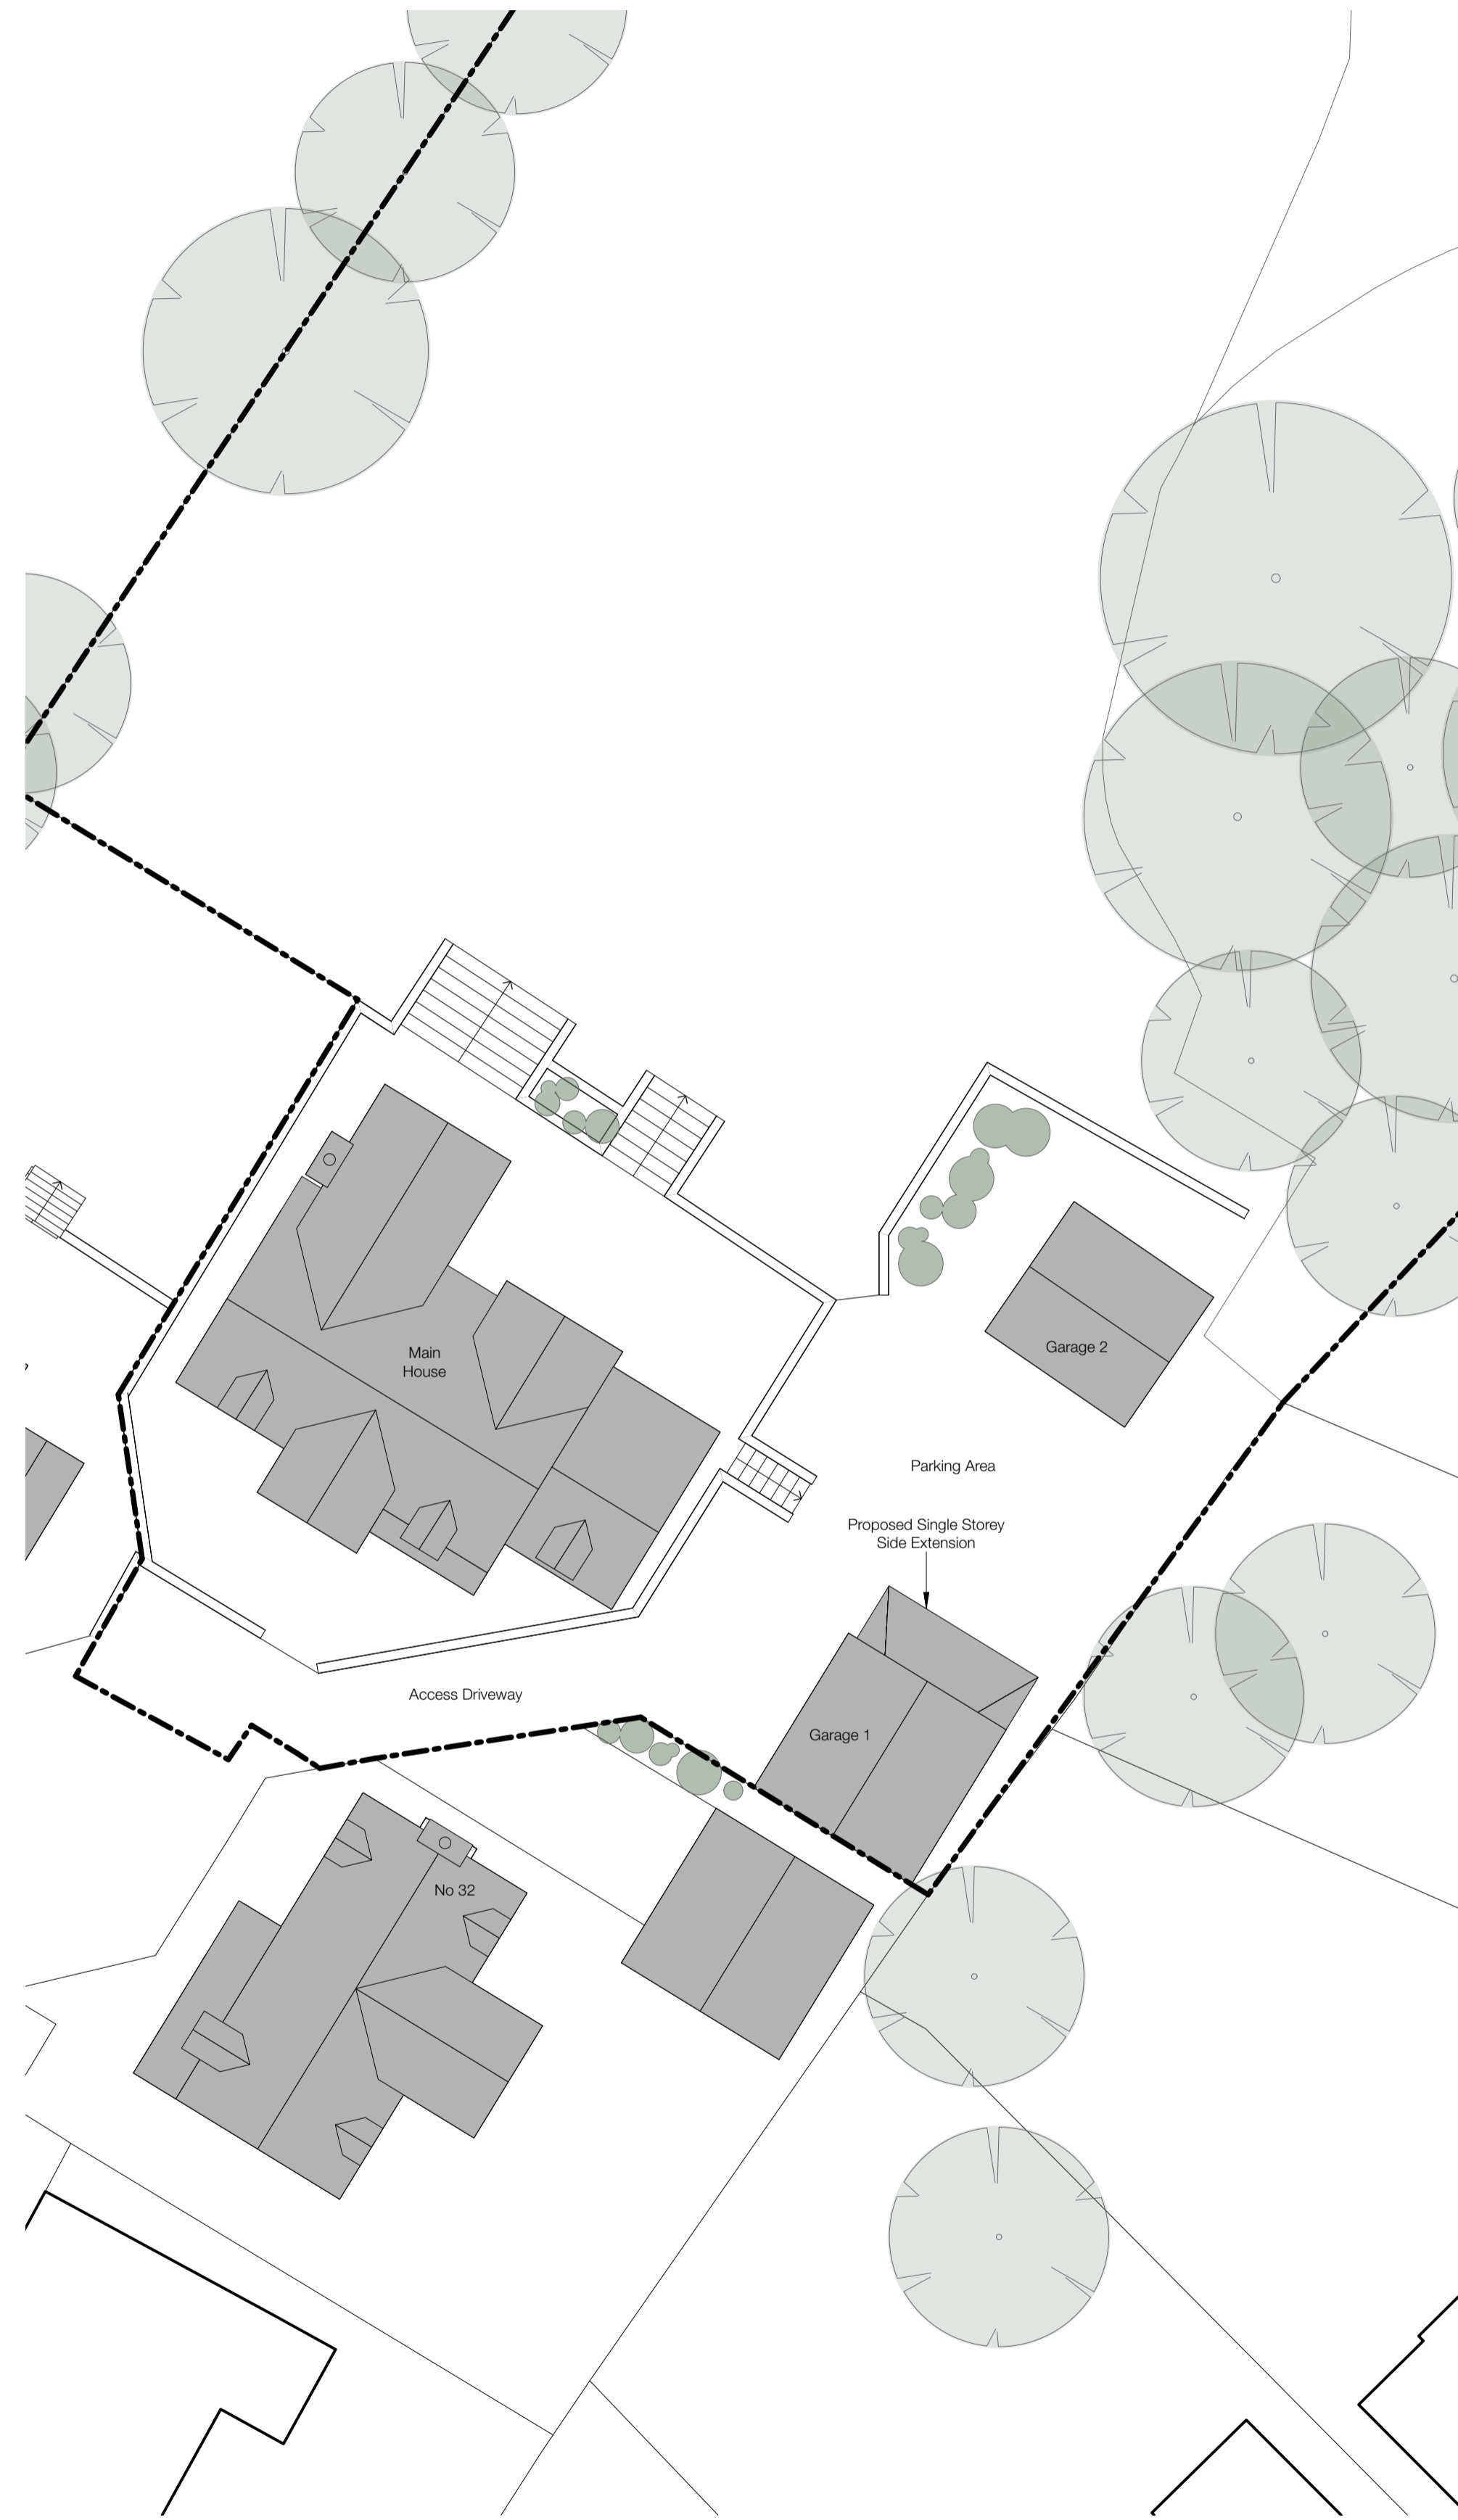 Main
House
Garage 2
Parking Area
Proposed Single Storey
Side Extension
Access Driveway
Garage 1
No 32